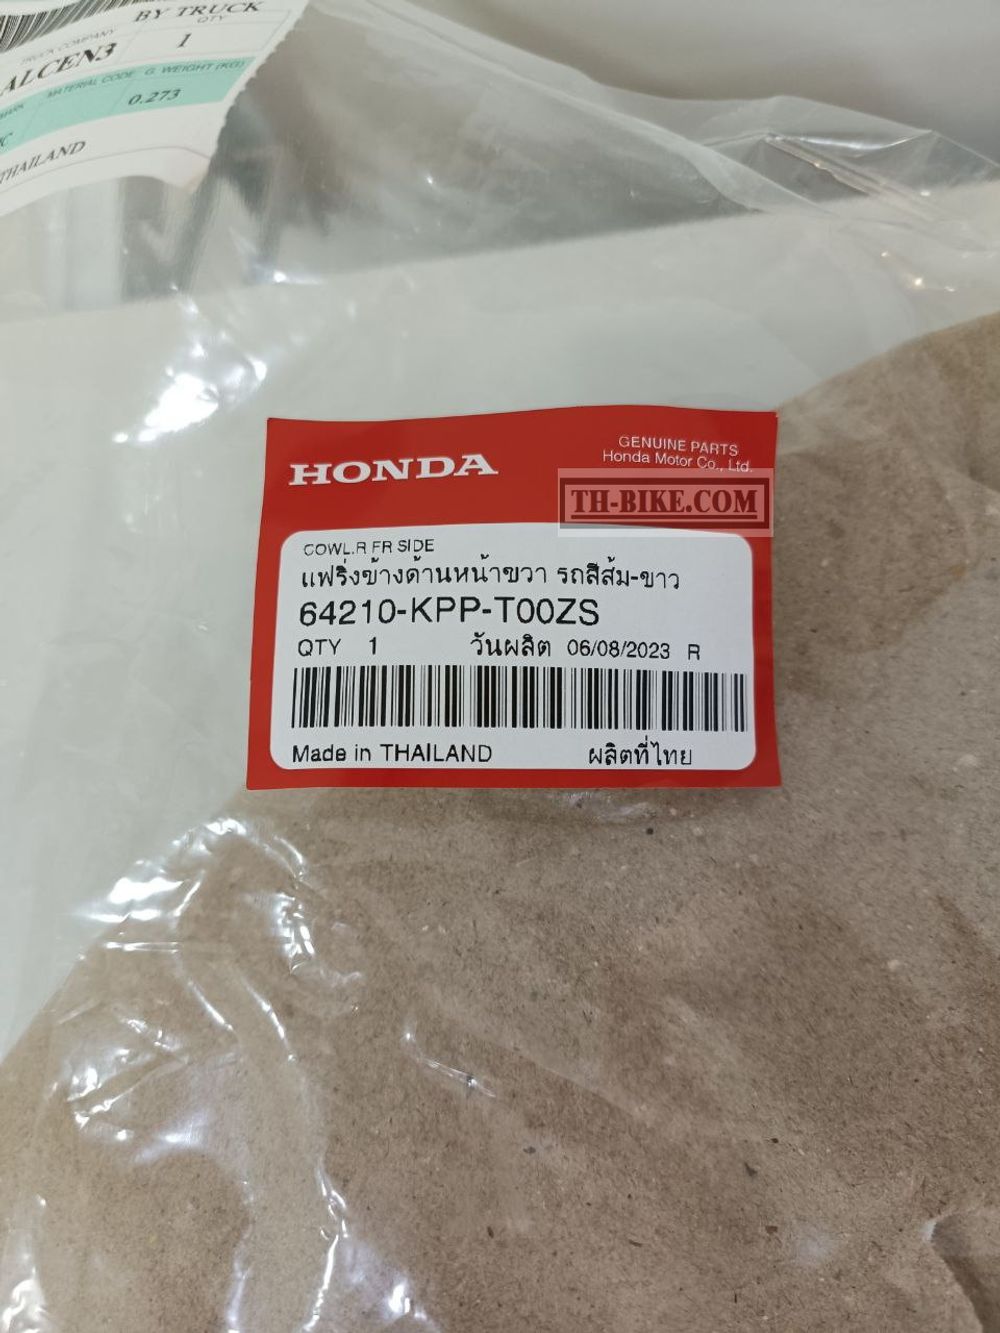 BY TRUCK
QTY
TRUCK COMPANY
ALCEN3
1
MARK
MATERIAL CODE
G. WEIGHT (KG)
0.273
THAILAND
HONDA
GENUINE PARTS
Honda Motor Co., Ltd.
TH-BIKE.COM
COWL.R FR SIDE
แฟริ่งข้างด้านหน้าขวา รถสีส้ม-ขาว
64210-KPP-T00ZS
QTY 1 วันผลิต 06/08/2023 R
Made in THAILAND ผลิตที่ไทย